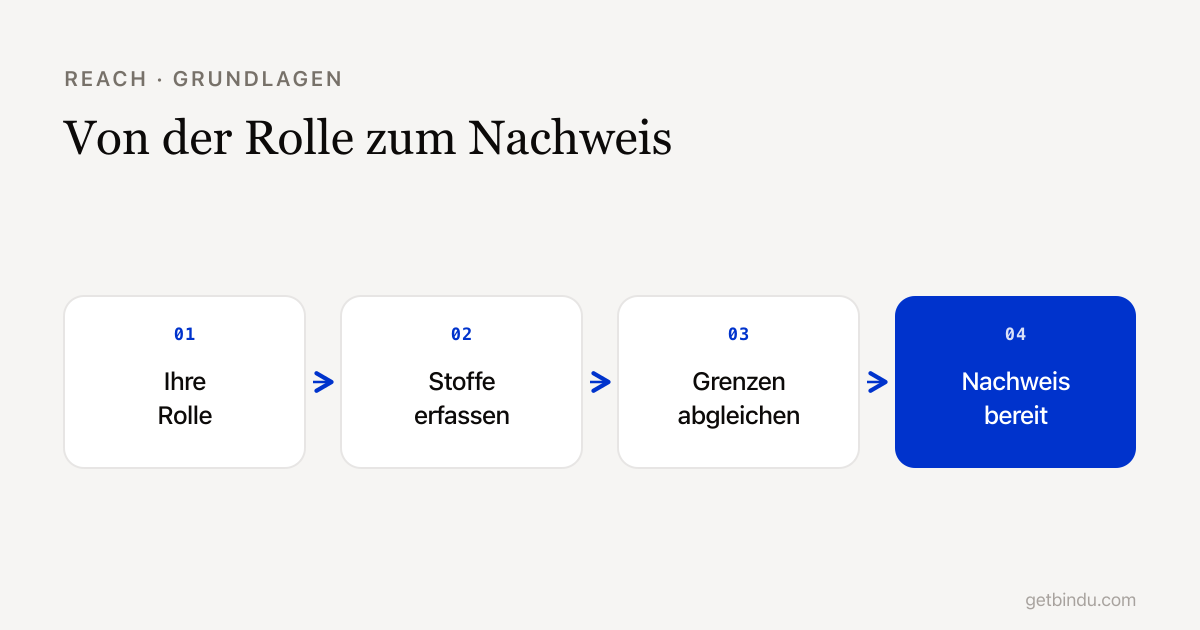 REACH · GRUNDLAGEN
Von der Rolle zum Nachweis
01
Ihre
Rolle
02
Stoffe
erfassen
03
Grenzen
abgleichen
04
Nachweis
bereit
getbindu.com